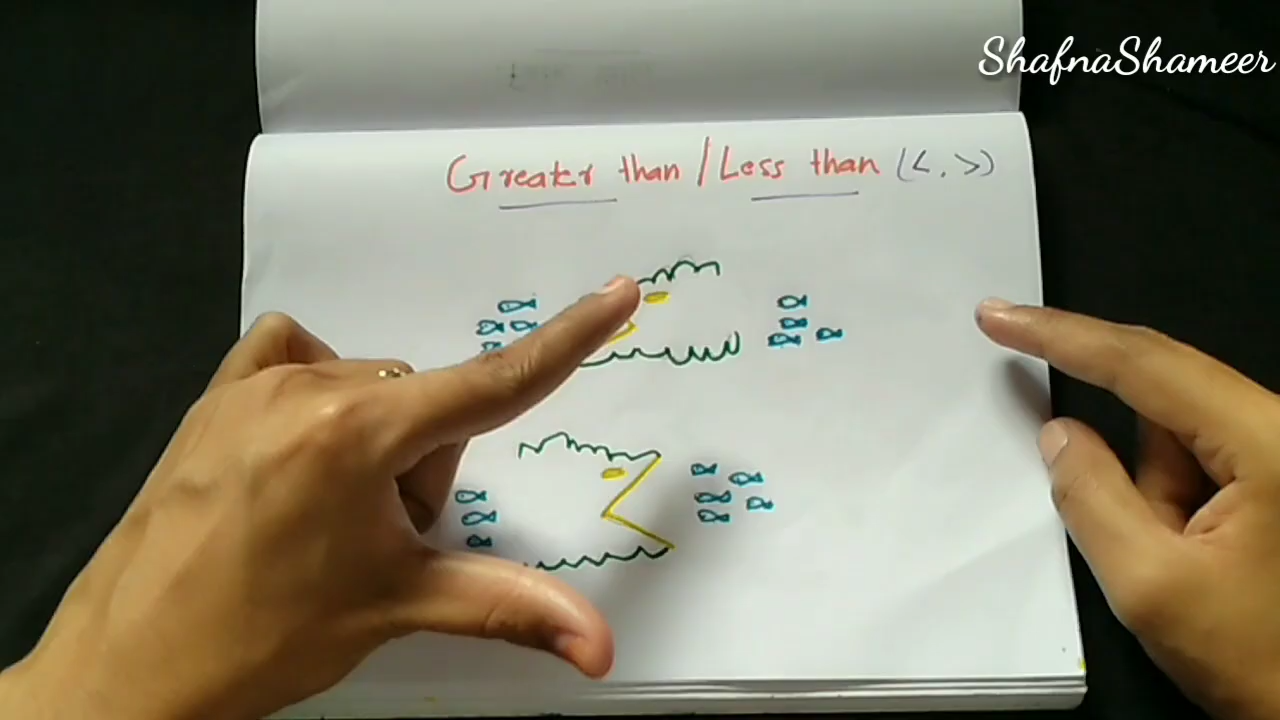 ShafnaShameer
Greater than / Less than (<, >)